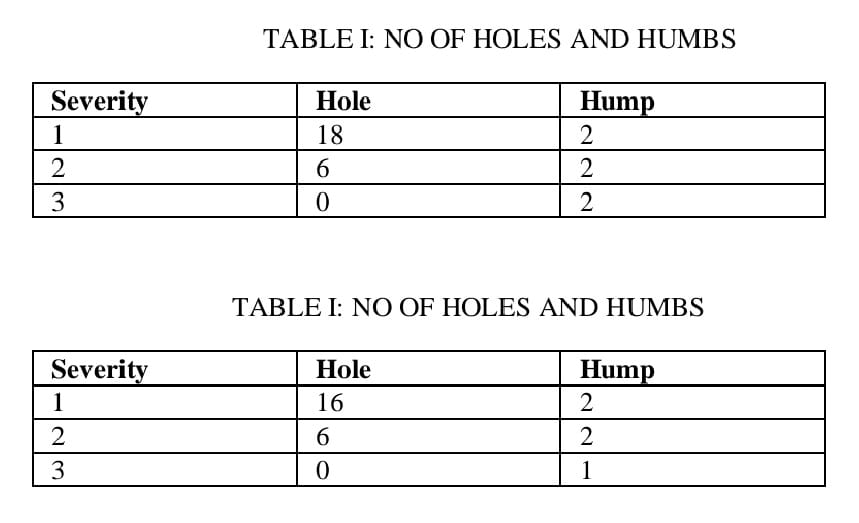 TABLE I: NO OF HOLES AND HUMBS
Severity Hole Hump
1 18 2
2 6 2
3 0 2
TABLE I: NO OF HOLES AND HUMBS
Severity Hole Hump
1 16 2
2 6 2
3 0 1